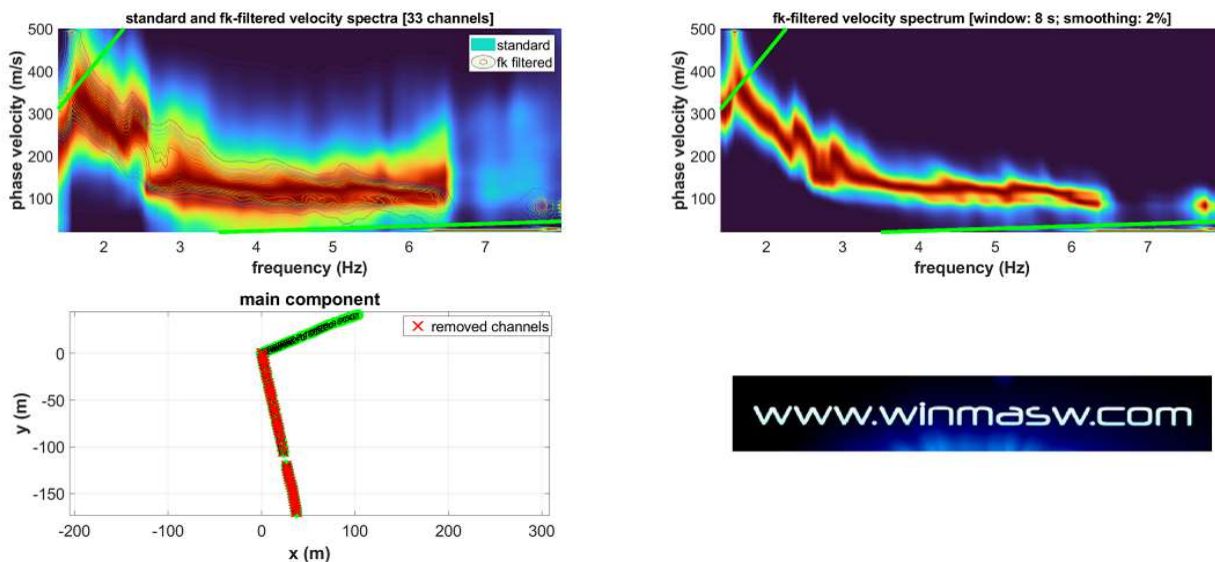 standard and fk-filtered velocity spectra [33 channels]
500
400
300
200
100
phase velocity (m/s)
standard
fk filtered
2 3 4 5 6 7
frequency (Hz)
fk-filtered velocity spectrum [window: 8 s; smoothing: 2%]
500
400
300
200
100
phase velocity (m/s)
2 3 4 5 6 7
frequency (Hz)
main component
removed channels
0
-50
-100
-150
y (m)
-200 -100 0 100 200 300
x (m)
www.winmasw.com